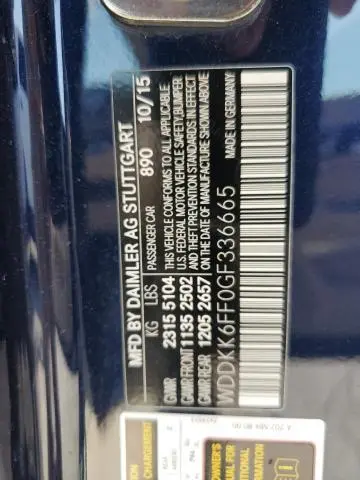 MFD BY DAIMLER AG STUTTGART
890 10/15
KG LBS PASSENGER CAR
GVWR 2315 5104
GAWR FRONT 1135 2502
GAWR REAR 1205 2657
THIS VEHICLE CONFORMS TO ALL APPLICABLE
U.S. FEDERAL MOTOR VEHICLE SAFETY, BUMPER
AND THEFT PREVENTION STANDARDS IN EFFECT
ON THE DATE OF MANUFACTURE SHOWN ABOVE
WDDKK6FF0GF336665
MADE IN GERMANY